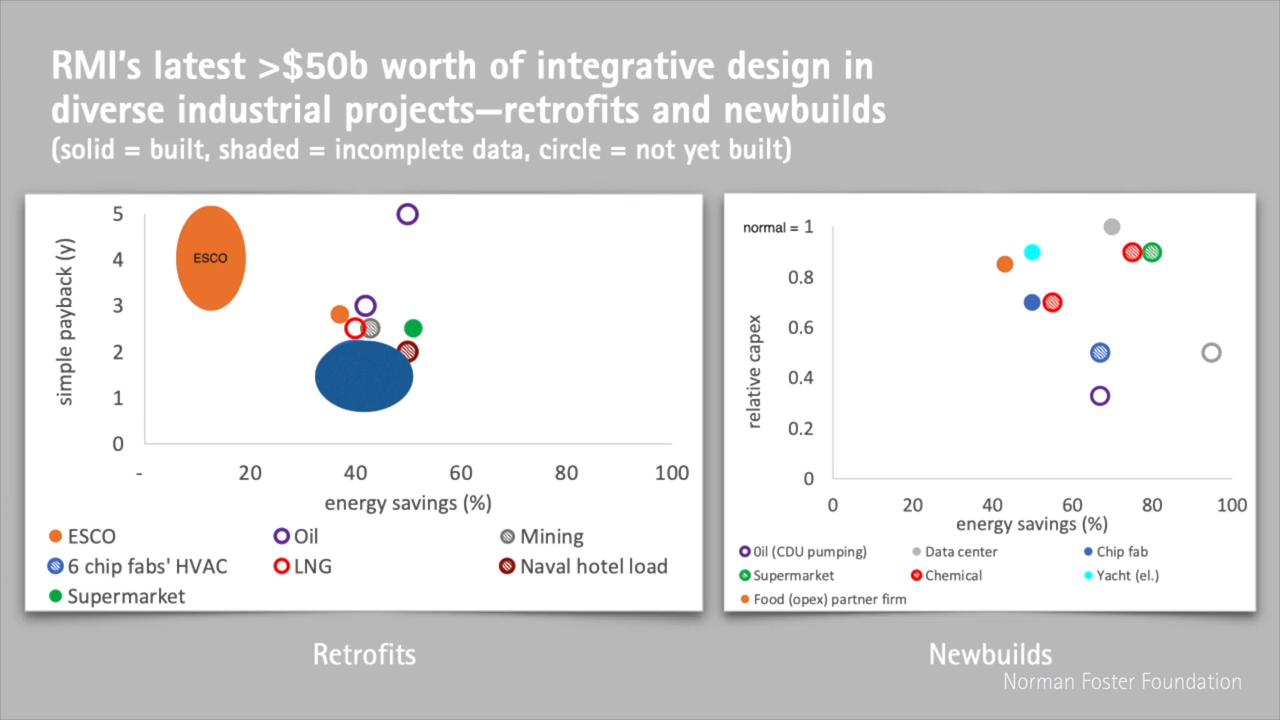 RMI's latest >$50b worth of integrative design in
diverse industrial projects—retrofits and newbuilds
(solid = built, shaded = incomplete data, circle = not yet built)
simple payback (y)
5
4
3
2
1
0
ESCO
-
20
40
60
80
100
energy savings (%)
ESCO
Oil
Mining
6 chip fabs' HVAC
LNG
Naval hotel load
Supermarket
relative capex
normal = 1
0.8
0.6
0.4
0.2
0
0
20
40
60
80
100
energy savings (%)
Oil (CDU pumping)
Data center
Chip fab
Supermarket
Chemical
Yacht (el.)
Food (opex) partner firm
Retrofits
Newbuilds
Norman Foster Foundation